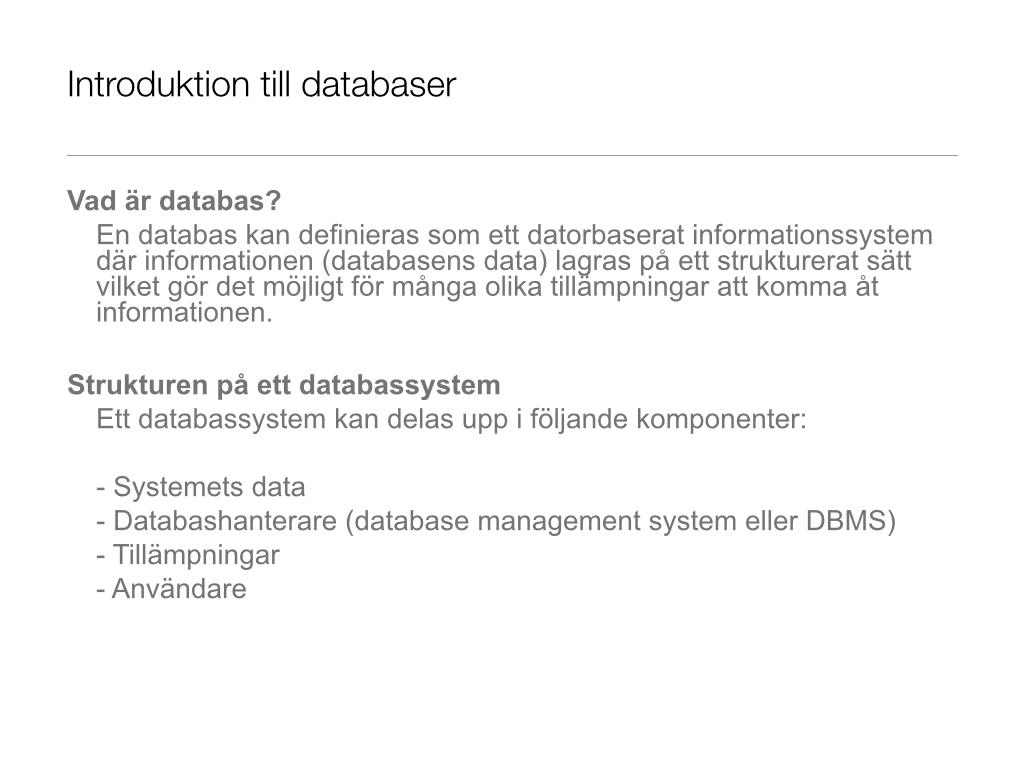 Introduktion till databaser
Vad är databas?
En databas kan definieras som ett datorbaserat informationssystem
där informationen (databasens data) lagras på ett strukturerat sätt
vilket gör det möjligt för många olika tillämpningar att komma åt
informationen.
Strukturen på ett databassystem
Ett databassystem kan delas upp i följande komponenter:
- Systemets data
- Databashanterare (database management system eller DBMS)
- Tillämpningar
- Användare